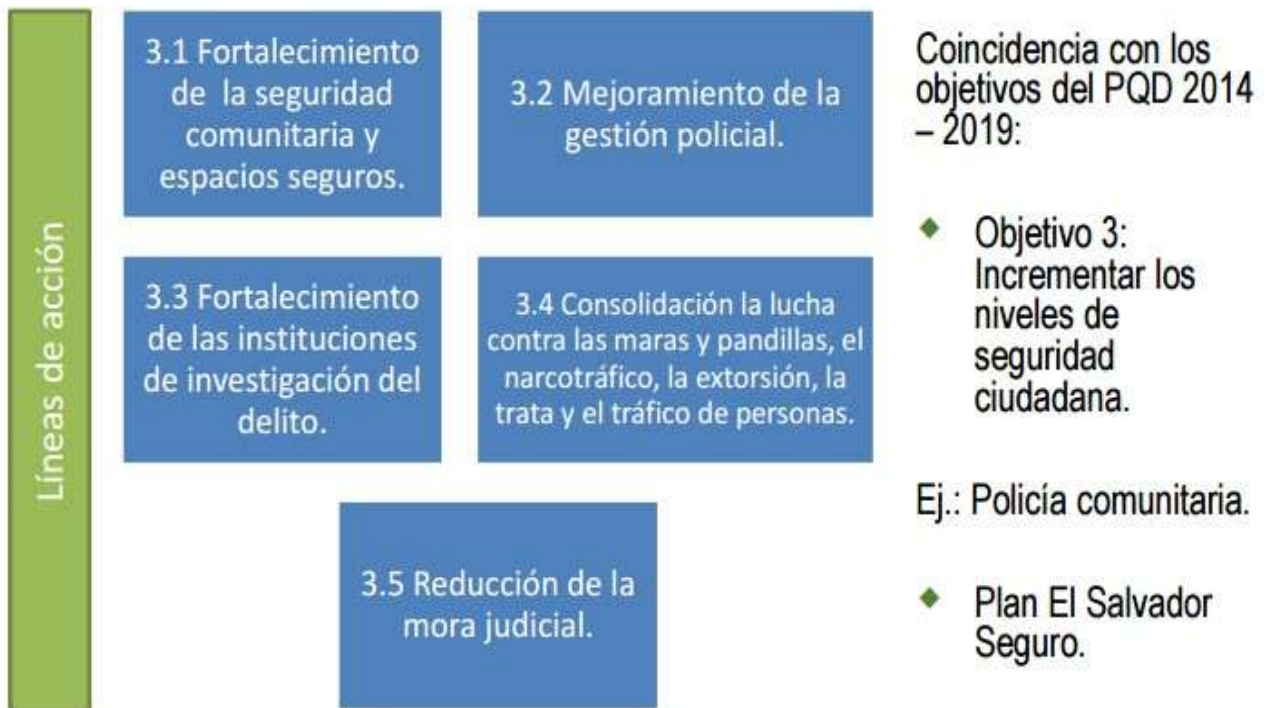 Líneas de acción
3.1 Fortalecimiento
de la seguridad
comunitaria y
espacios seguros.
3.2 Mejoramiento de la
gestión policial.
3.3 Fortalecimiento
de las instituciones
de investigación del
delito.
3.4 Consolidación la lucha
contra las maras y pandillas, el
narcotráfico, la extorsión, la
trata y el tráfico de personas.
3.5 Reducción de la
mora judicial.
Coincidencia con los
objetivos del PQD 2014
– 2019:
Objetivo 3:
Incrementar los
niveles de
seguridad
ciudadana.
Ej.: Policía comunitaria.
Plan El Salvador
Seguro.